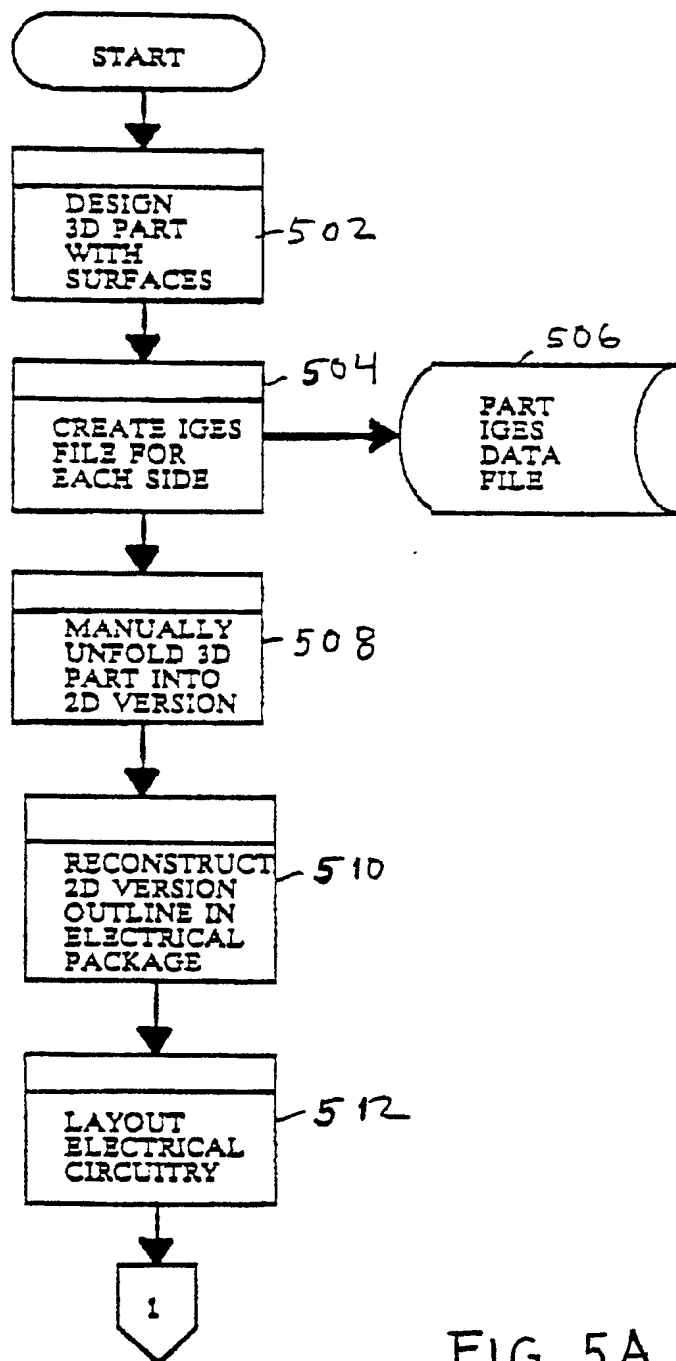 START
DESIGN
3D PART
WITH
SURFACES
502
CREATE IGES
FILE FOR
EACH SIDE
504
PART
IGES
DATA
FILE
506
MANUALLY
UNFOLD 3D
PART INTO
2D VERSION
508
RECONSTRUCT
2D VERSION
OUTLINE IN
ELECTRICAL
PACKAGE
510
LAYOUT
ELECTRICAL
CIRCUITRY
512
1
FIG. 5A